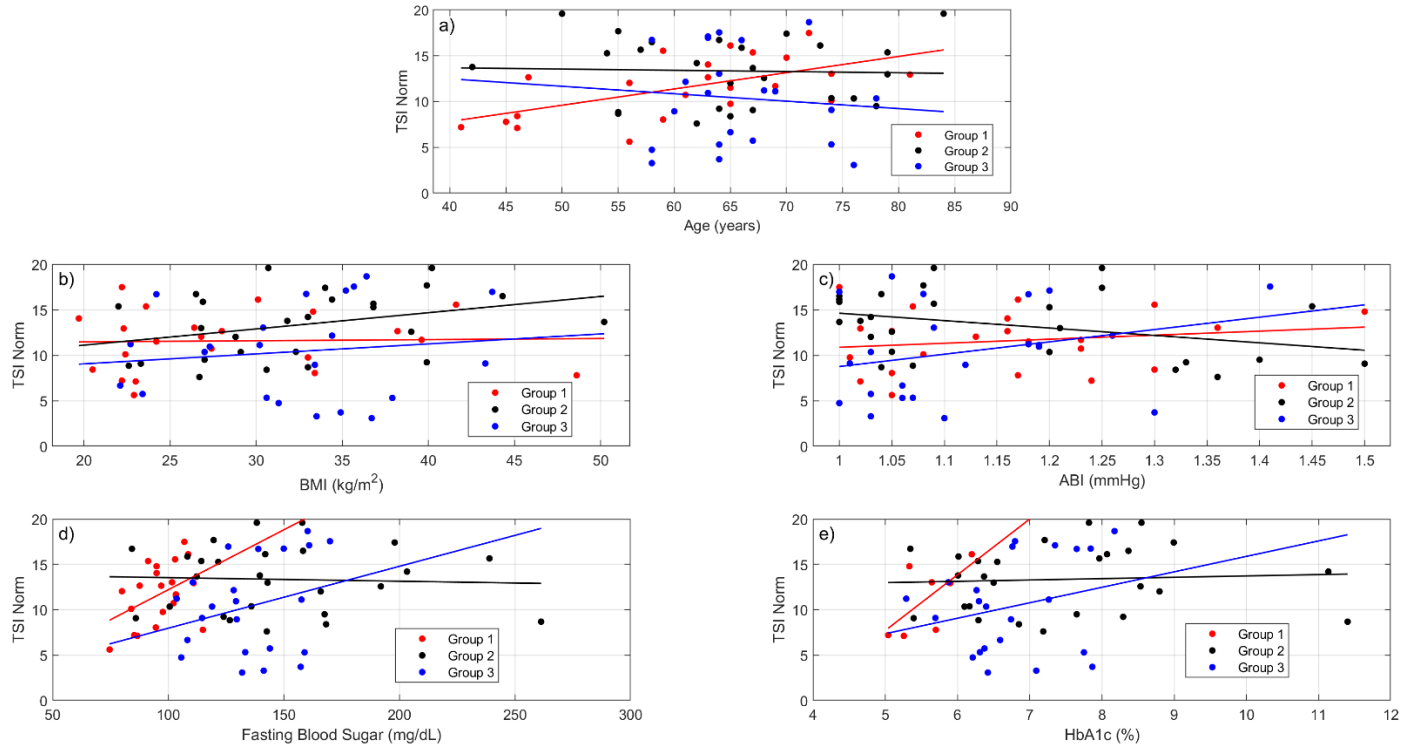 a)
TSI Norm
20
15
10
5
0
40 45 50 55 60 65 70 75 80 85 90
Age (years)
Group 1
Group 2
Group 3
b)
TSI Norm
20
15
10
5
0
20 25 30 35 40 45 50
BMI (kg/m²)
Group 1
Group 2
Group 3
c)
TSI Norm
20
15
10
5
0
1 1.05 1.1 1.15 1.2 1.25 1.3 1.35 1.4 1.45 1.5
ABI (mmHg)
Group 1
Group 2
Group 3
d)
TSI Norm
20
15
10
5
0
50 100 150 200 250 300
Fasting Blood Sugar (mg/dL)
Group 1
Group 2
Group 3
e)
TSI Norm
20
15
10
5
0
4 5 6 7 8 9 10 11 12
HbA1c (%)
Group 1
Group 2
Group 3